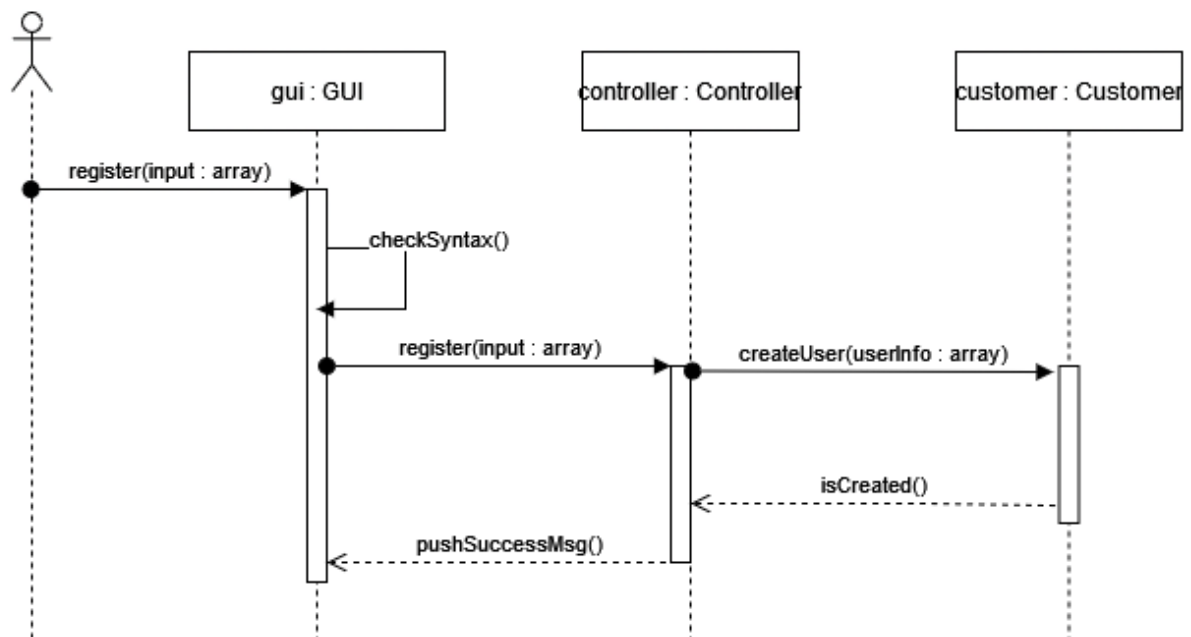 gui : GUI
controller : Controller
customer : Customer
register(input : array)
checkSyntax()
register(input : array)
createUser(userInfo : array)
isCreated()
pushSuccessMsg()